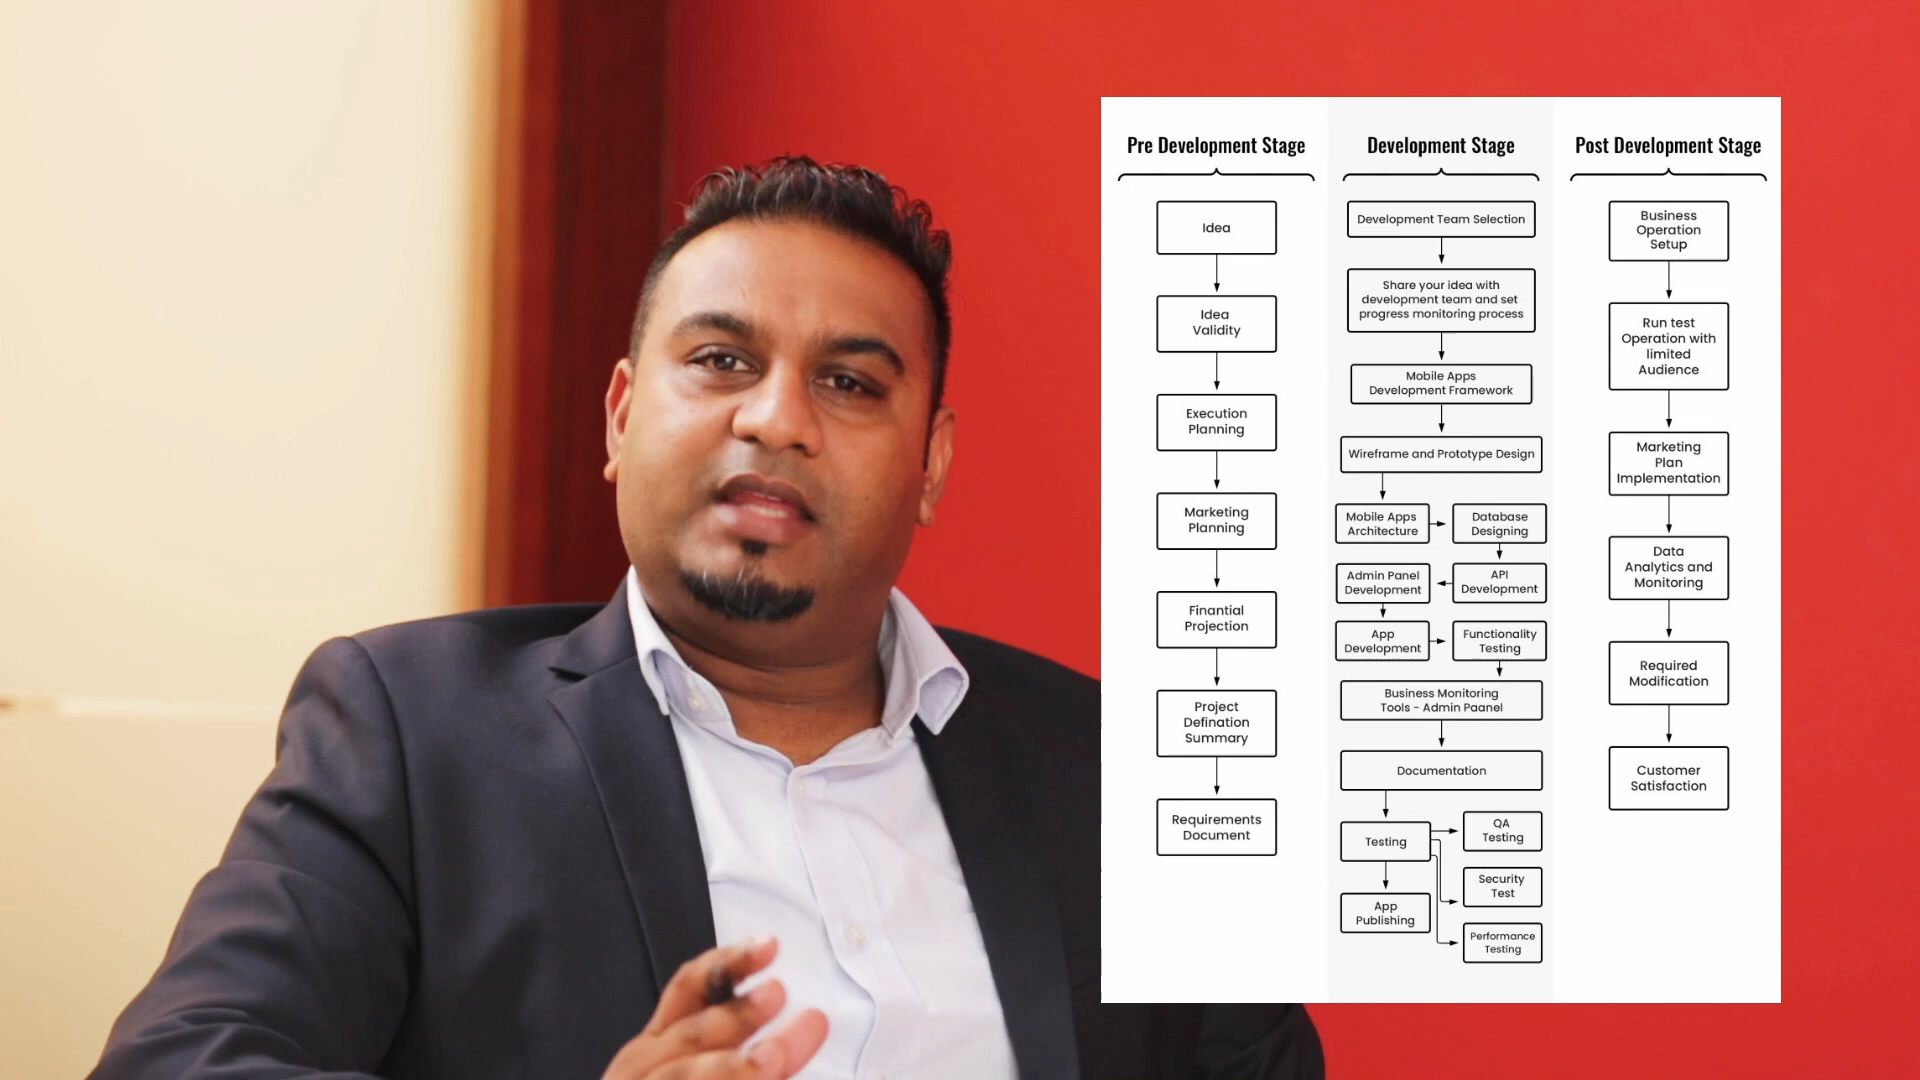 Pre Development Stage
Idea
Idea
Validity
Execution
Planning
Marketing
Planning
Finantial
Projection
Project
Defination
Summary
Requirements
Document
Development Stage
Development Team Selection
Share your idea with
development team and set
progress monitoring process
Mobile Apps
Development Framework
Wireframe and Prototype Design
Mobile Apps
Architecture
Database
Designing
API
Development
Admin Panel
Development
App
Development
Functionality
Testing
Business Monitoring
Tools - Admin Paanel
Documentation
Testing
QA
Testing
Security
Test
Performance
Testing
App
Publishing
Post Development Stage
Business
Operation
Setup
Run test
Operation with
limited
Audience
Marketing
Plan
Implementation
Data
Analytics and
Monitoring
Required
Modification
Customer
Satisfaction